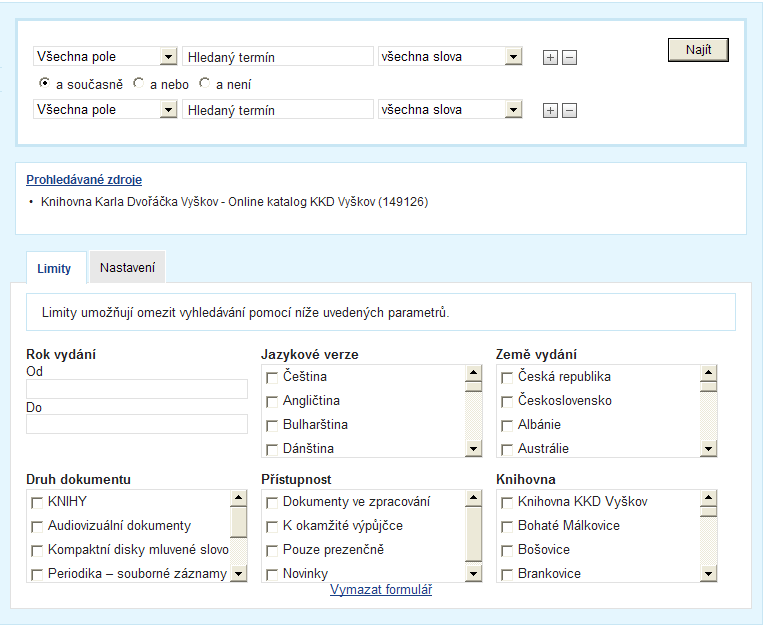 Všechna pole Hledaný termín všechna slova Najít
a současně a nebo a není
Všechna pole Hledaný termín všechna slova
Prohledávané zdroje
• Knihovna Karla Dvořáčka Vyškov - Online katalog KKD Vyškov (149126)
Limity Nastavení
Limity umožňují omezit vyhledávání pomocí níže uvedených parametrů.
Rok vydání
Od
Do
Jazykové verze
Čeština
Angličtina
Bulharština
Dánština
Země vydání
Česká republika
Československo
Albánie
Austrálie
Druh dokumentu
KNIHY
Audiovizuální dokumenty
Kompaktní disky mluvené slovo
Periodika – souborné záznamy
Přístupnost
Dokumenty ve zpracování
K okamžité výpůjčce
Pouze prezenčně
Novinky
Knihovna
Knihovna KKD Vyškov
Bohaté Málkovice
Bošovice
Brankovice
Vymazat formulář